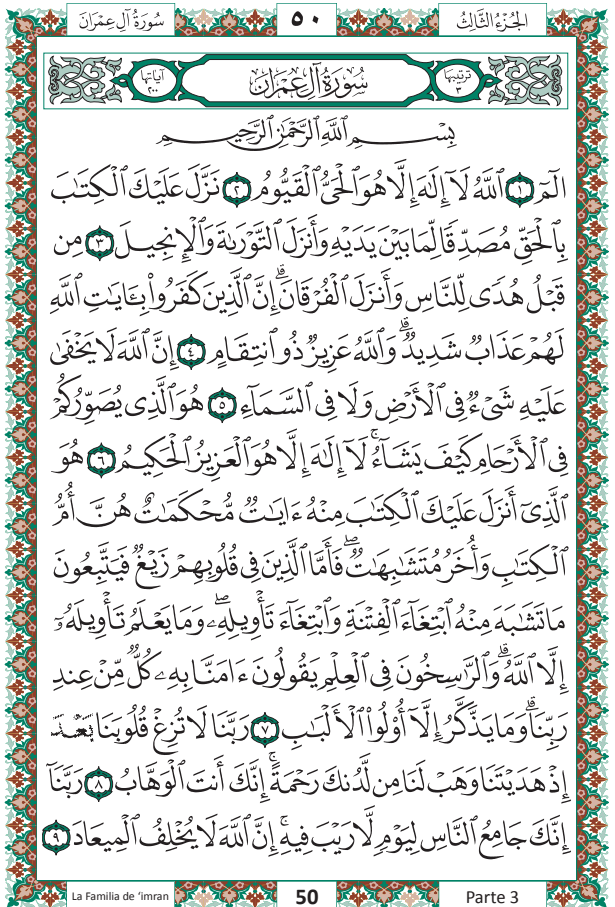 سُورَةُ آلِ عِمْرَانَ ٥٠ الجُزْءُ الثَّالِثُ
آيَاتُهَا ٢٠٠ سُورَةُ آلِ عِمْرَانَ تَرْتِيبُهَا ٣
بِسْمِ ٱللَّهِ ٱلرَّحْمَٰنِ ٱلرَّحِيمِ
الٓمٓ ١ ٱللَّهُ لَآ إِلَٰهَ إِلَّا هُوَ ٱلْحَىُّ ٱلْقَيُّومُ ٢ نَزَّلَ عَلَيْكَ ٱلْكِتَٰبَ
بِٱلْحَقِّ مُصَدِّقًا لِّمَا بَيْنَ يَدَيْهِ وَأَنزَلَ ٱلتَّوْرَىٰةَ وَٱلْإِنجِيلَ ٣ مِن
قَبْلُ هُدًى لِّلنَّاسِ وَأَنزَلَ ٱلْفُرْقَانَ ۗ إِنَّ ٱلَّذِينَ كَفَرُوا۟ بِـَٔايَٰتِ ٱللَّهِ
لَهُمْ عَذَابٌ شَدِيدٌ ۗ وَٱللَّهُ عَزِيزٌ ذُو ٱنتِقَامٍ ٤ إِنَّ ٱللَّهَ لَا يَخْفَىٰ
عَلَيْهِ شَىْءٌ فِى ٱلْأَرْضِ وَلَا فِى ٱلسَّمَآءِ ٥ هُوَ ٱلَّذِى يُصَوِّرُكُمْ
فِى ٱلْأَرْحَامِ كَيْفَ يَشَآءُ ۚ لَآ إِلَٰهَ إِلَّا هُوَ ٱلْعَزِيزُ ٱلْحَكِيمُ ٦ هُوَ
ٱلَّذِىٓ أَنزَلَ عَلَيْكَ ٱلْكِتَٰبَ مِنْهُ ءَايَٰتٌ مُّحْكَمَٰتٌ هُنَّ أُمُّ
ٱلْكِتَٰبِ وَأُخَرُ مُتَشَٰبِهَٰتٌ ۖ فَأَمَّا ٱلَّذِينَ فِى قُلُوبِهِمْ زَيْغٌ فَيَتَّبِعُونَ
مَا تَشَٰبَهَ مِنْهُ ٱبْتِغَآءَ ٱلْفِتْنَةِ وَٱبْتِغَآءَ تَأْوِيلِهِۦ ۗ وَمَا يَعْلَمُ تَأْوِيلَهُۥٓ
إِلَّا ٱللَّهُ ۗ وَٱلرَّٰسِخُونَ فِى ٱلْعِلْمِ يَقُولُونَ ءَامَنَّا بِهِۦ كُلٌّ مِّنْ عِندِ
رَبِّنَا ۗ وَمَا يَذَّكَّرُ إِلَّآ أُو۟لُوا۟ ٱلْأَلْبَٰبِ ٧ رَبَّنَا لَا تُزِغْ قُلُوبَنَا بَعْدَ
إِذْ هَدَيْتَنَا وَهَبْ لَنَا مِن لَّدُنكَ رَحْمَةً ۚ إِنَّكَ أَنتَ ٱلْوَهَّابُ ٨ رَبَّنَآ
إِنَّكَ جَامِعُ ٱلنَّاسِ لِيَوْمٍ لَّا رَيْبَ فِيهِ ۚ إِنَّ ٱللَّهَ لَا يُخْلِفُ ٱلْمِيعَادَ ٩
La Familia de ‘imran 50 Parte 3